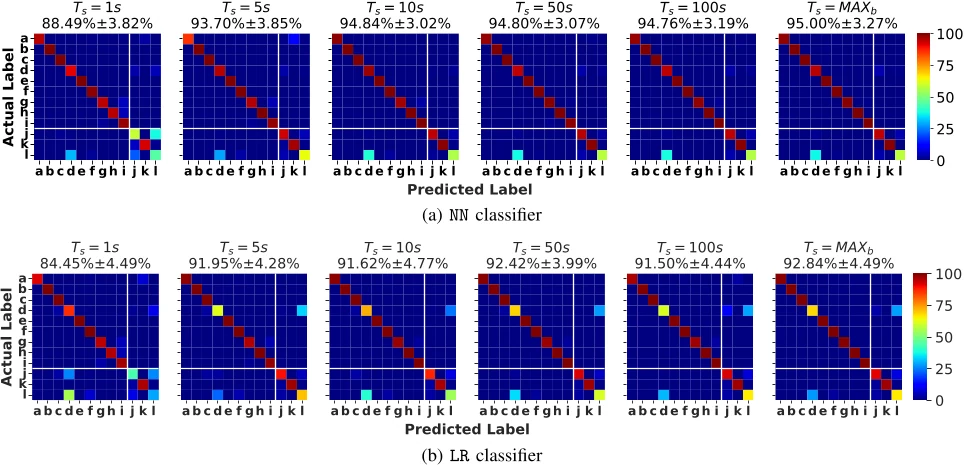 T_s = 1s T_s = 5s T_s = 10s T_s = 50s T_s = 100s T_s = MAX_b
88.49%±3.82% 93.70%±3.85% 94.84%±3.02% 94.80%±3.07% 94.76%±3.19% 95.00%±3.27%
Actual Label
a
b
c
d
e
f
g
h
i
j
k
l
100
75
50
25
0
a b c d e f g h i j k l a b c d e f g h i j k l a b c d e f g h i j k l a b c d e f g h i j k l a b c d e f g h i j k l a b c d e f g h i j k l
Predicted Label
(a) NN classifier
T_s = 1s T_s = 5s T_s = 10s T_s = 50s T_s = 100s T_s = MAX_b
84.45%±4.49% 91.95%±4.28% 91.62%±4.77% 92.42%±3.99% 91.50%±4.44% 92.84%±4.49%
Actual Label
a
b
c
d
e
f
g
h
i
j
k
l
100
75
50
25
0
a b c d e f g h i j k l a b c d e f g h i j k l a b c d e f g h i j k l a b c d e f g h i j k l a b c d e f g h i j k l a b c d e f g h i j k l
Predicted Label
(b) LR classifier